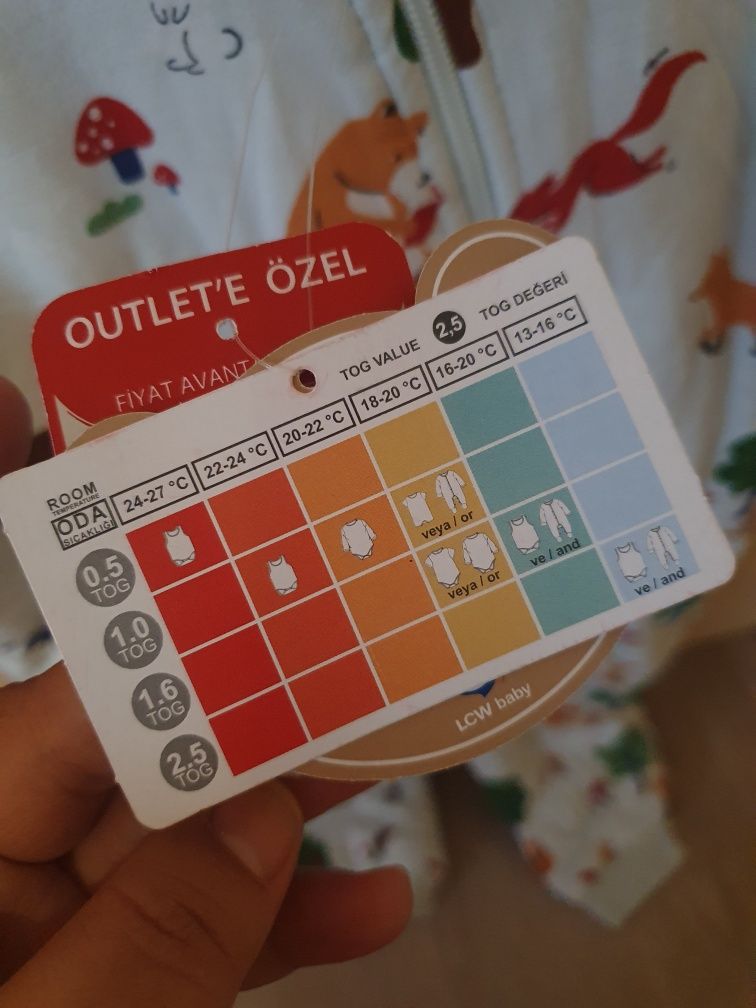 OUTLET'E ÖZEL
FİYAT AVANT
TOG VALUE 2,5 TOG DEĞERİ
ROOM
TEMPERATURE
ODA
SICAKLIĞI
24-27 °C
22-24 °C
20-22 °C
18-20 °C
16-20 °C
13-16 °C
0.5
TOG
1.0
TOG
1.6
TOG
2.5
TOG
veya / or
veya / or
ve / and
ve / and
LCW baby